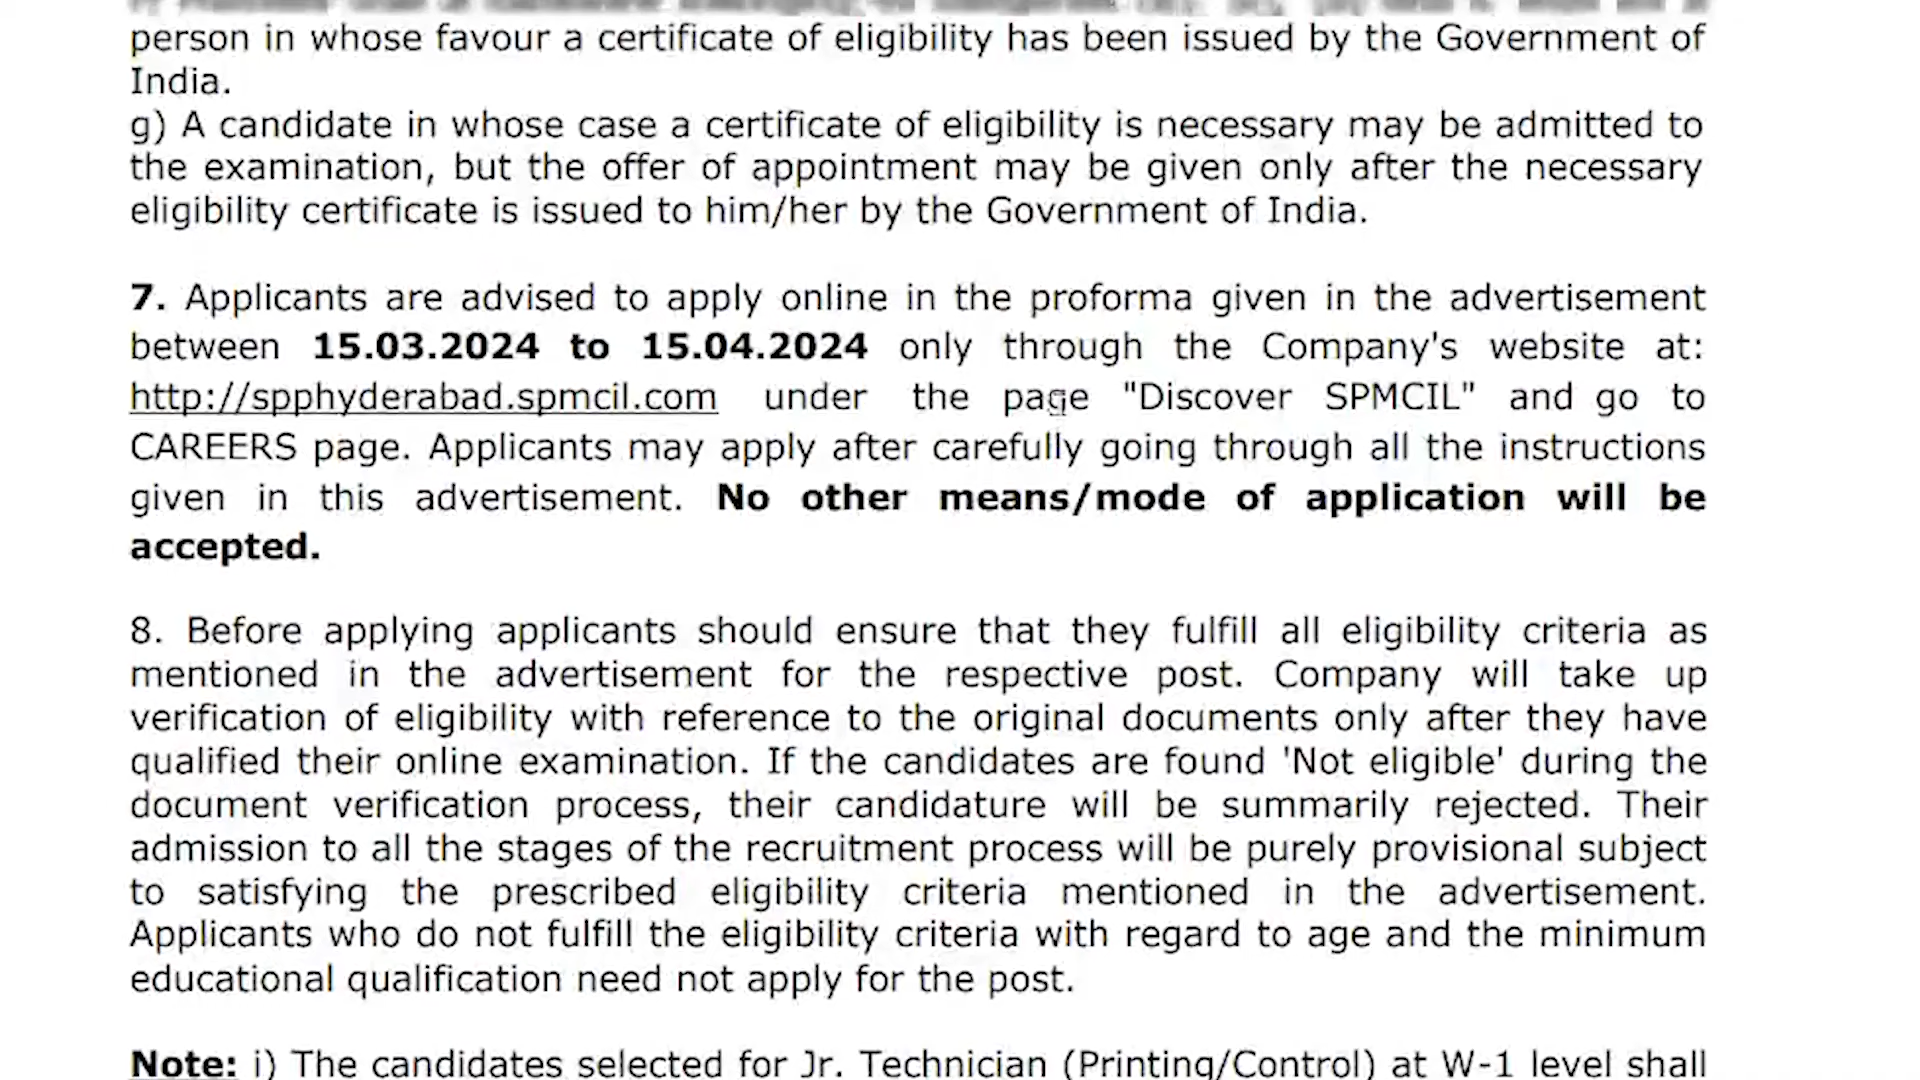 person in whose favour a certificate of eligibility has been issued by the Government of
India.
g) A candidate in whose case a certificate of eligibility is necessary may be admitted to
the examination, but the offer of appointment may be given only after the necessary
eligibility certificate is issued to him/her by the Government of India.
7. Applicants are advised to apply online in the proforma given in the advertisement
between 15.03.2024 to 15.04.2024 only through the Company's website at:
http://spphyderabad.spmcil.com under the page "Discover SPMCIL" and go to
CAREERS page. Applicants may apply after carefully going through all the instructions
given in this advertisement. No other means/mode of application will be
accepted.
8. Before applying applicants should ensure that they fulfill all eligibility criteria as
mentioned in the advertisement for the respective post. Company will take up
verification of eligibility with reference to the original documents only after they have
qualified their online examination. If the candidates are found 'Not eligible' during the
document verification process, their candidature will be summarily rejected. Their
admission to all the stages of the recruitment process will be purely provisional subject
to satisfying the prescribed eligibility criteria mentioned in the advertisement.
Applicants who do not fulfill the eligibility criteria with regard to age and the minimum
educational qualification need not apply for the post.
Note: i) The candidates selected for Jr. Technician (Printing/Control) at W-1 level shall